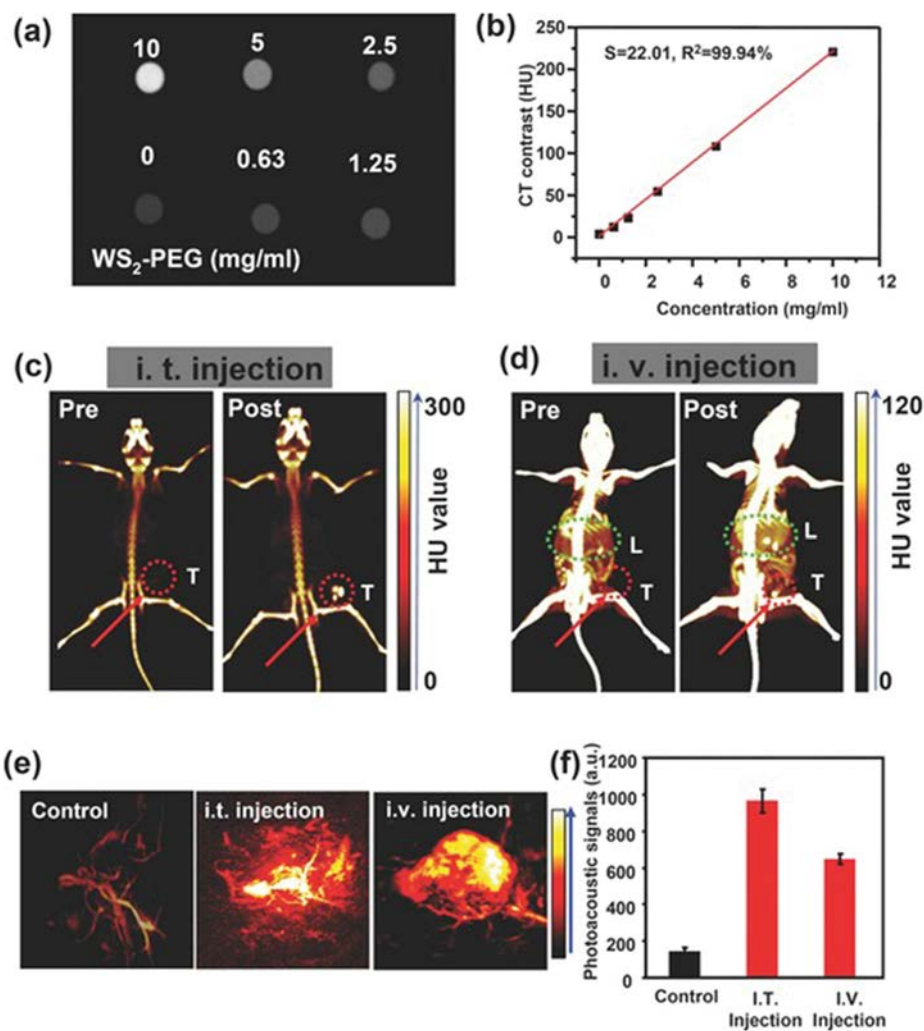 (a)
10 5 2.5
0 0.63 1.25
WS₂-PEG (mg/ml)
(b)
S=22.01, R²=99.94%
CT contrast (HU)
250
200
150
100
50
0
0 2 4 6 8 10 12
Concentration (mg/ml)
(c)
i. t. injection
Pre
T
Post
T
300
HU value
0
(d)
i. v. injection
Pre
L
T
Post
L
T
120
HU value
0
(e)
Control
i.t. injection
i.v. injection
(f)
Photoacoustic signals (a.u.)
1200
1000
800
600
400
200
0
Control
I.T.
Injection
I.V.
Injection